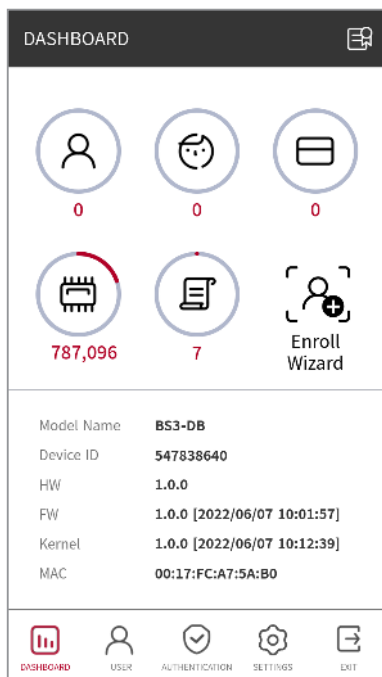 DASHBOARD
0
0
0
787,096
7
Enroll
Wizard
Model Name BS3-DB
Device ID 547838640
HW 1.0.0
FW 1.0.0 [2022/06/07 10:01:57]
Kernel 1.0.0 [2022/06/07 10:12:39]
MAC 00:17:FC:A7:5A:B0
DASHBOARD USER AUTHENTICATION SETTINGS EXIT